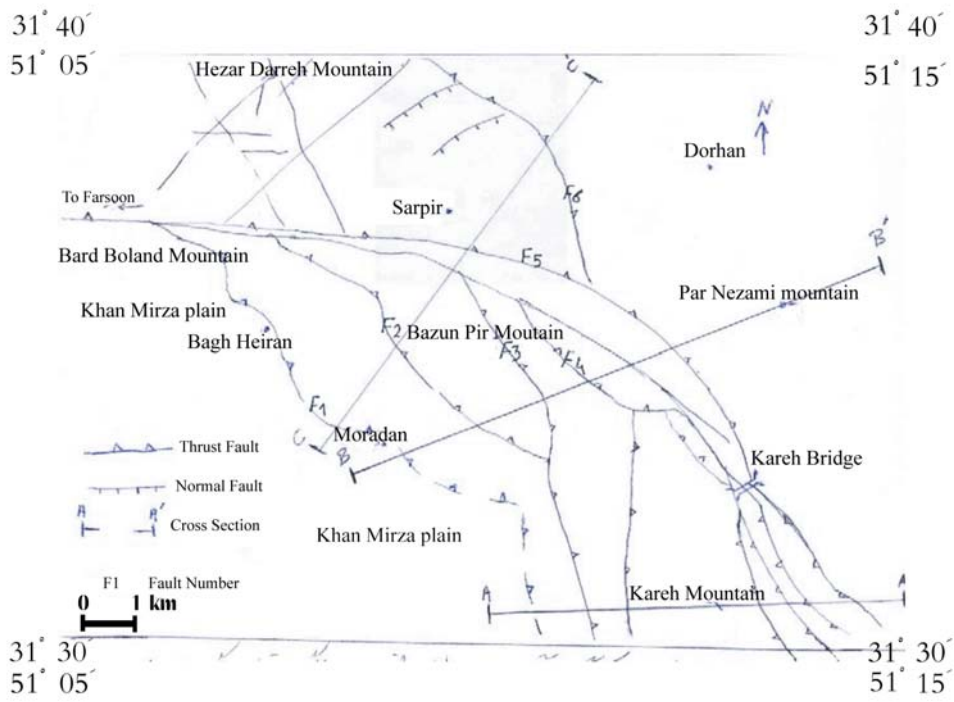 31° 40´
31° 40´
51° 05´
51° 15´
Hezar Darreh Mountain
C'
N
Dorhan
To Farsoon
Sarpir
F6
Bard Boland Mountain
F5
B'
Khan Mirza plain
Par Nezami mountain
Bagh Heiran
F2
Bazun Pir Moutain
F3
F4
F1
C
Moradan
B
Thrust Fault
Kareh Bridge
Normal Fault
A A'
Cross Section
Khan Mirza plain
F1 Fault Number
0 1 km
A
Kareh Mountain
A
31° 30´
31° 30´
51° 05´
51° 15´